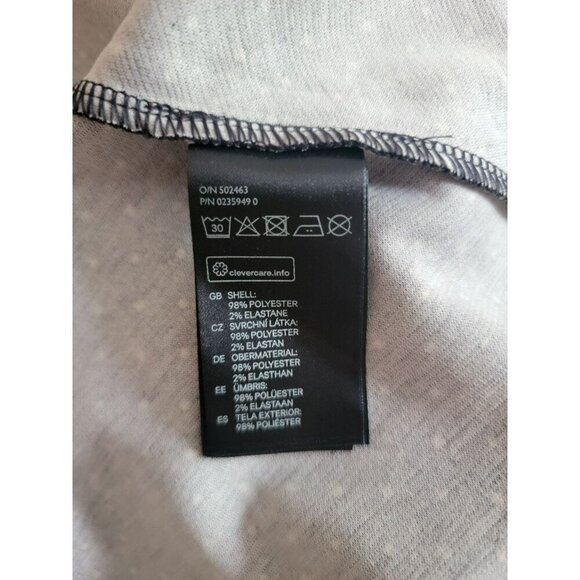 O/N 502463
P/N 0235949 0
30
clevercare.info
GB SHELL:
98% POLYESTER
2% ELASTANE
CZ SVRCHNÍ LÁTKA:
98% POLYESTER
2% ELASTAN
DE OBERMATERIAL:
98% POLYESTER
2% ELASTHAN
EE ÜMBRIS:
98% POLÜESTER
2% ELASTAAN
ES TELA EXTERIOR:
98% POLIÉSTER